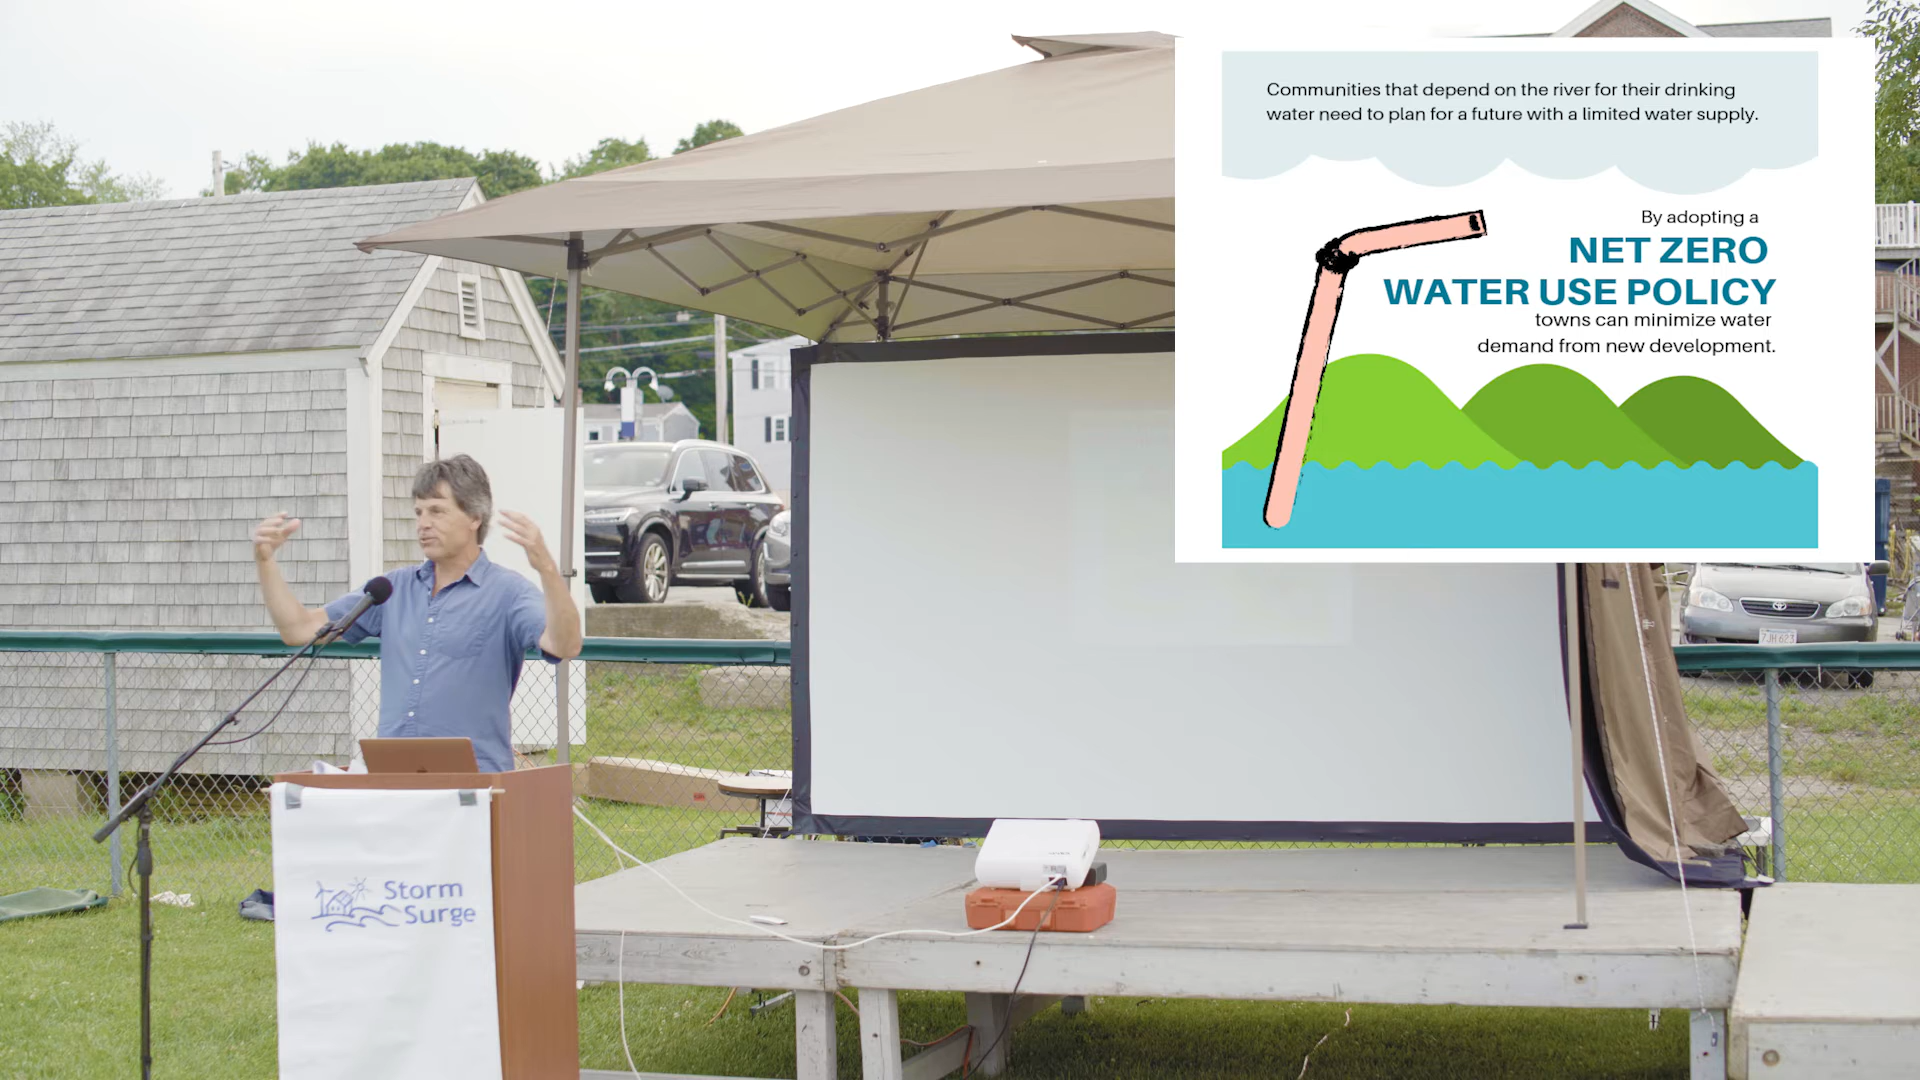 Communities that depend on the river for their drinking
water need to plan for a future with a limited water supply.
By adopting a
NET ZERO
WATER USE POLICY
towns can minimize water
demand from new development.
Storm
Surge